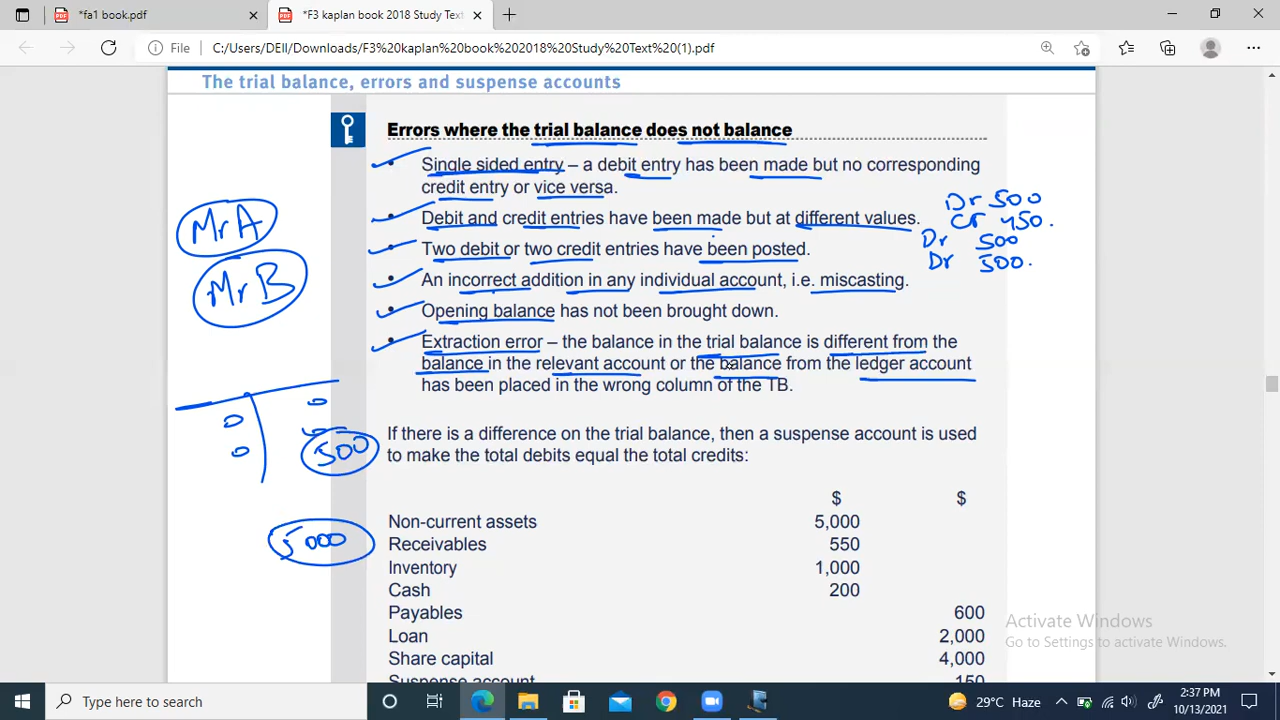 *fa1 book.pdf
*F3 kaplan book 2018 Study Text
File
C:/Users/DEll/Downloads/F3%20kaplan%20book%202018%20Study%20Text%20(1).pdf
The trial balance, errors and suspense accounts
Errors where the trial balance does not balance
• Single sided entry – a debit entry has been made but no corresponding
credit entry or vice versa.
• Debit and credit entries have been made but at different values.
• Two debit or two credit entries have been posted.
• An incorrect addition in any individual account, i.e. miscasting.
• Opening balance has not been brought down.
• Extraction error – the balance in the trial balance is different from the
balance in the relevant account or the balance from the ledger account
has been placed in the wrong column of the TB.
Dr 500
Cr 450.
Dr 500
Dr 500.
Mr A
Mr B
500
5000
If there is a difference on the trial balance, then a suspense account is used
to make the total debits equal the total credits:
$ $
Non-current assets 5,000
Receivables 550
Inventory 1,000
Cash 200
Payables 600
Loan 2,000
Share capital 4,000
Suspense account 150
Activate Windows
Go to Settings to activate Windows.
Type here to search
29°C Haze
2:37 PM
10/13/2021